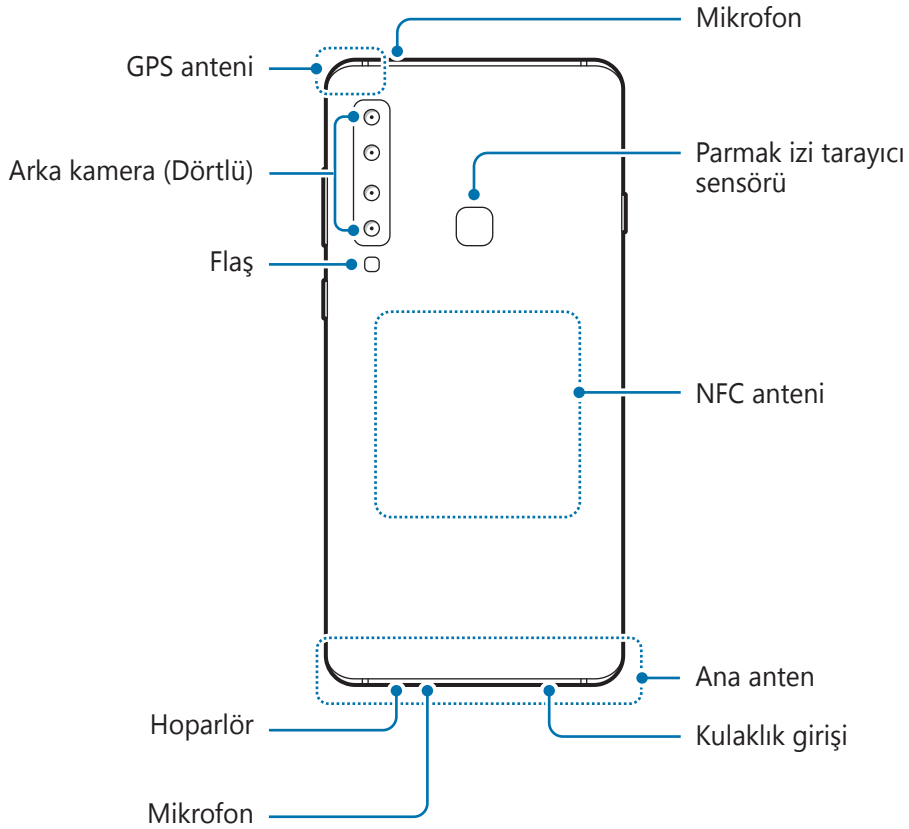 Mikrofon
GPS anteni
Arka kamera (Dörtlü)
Parmak izi tarayıcı
sensörü
Flaş
NFC anteni
Ana anten
Hoparlör
Kulaklık girişi
Mikrofon